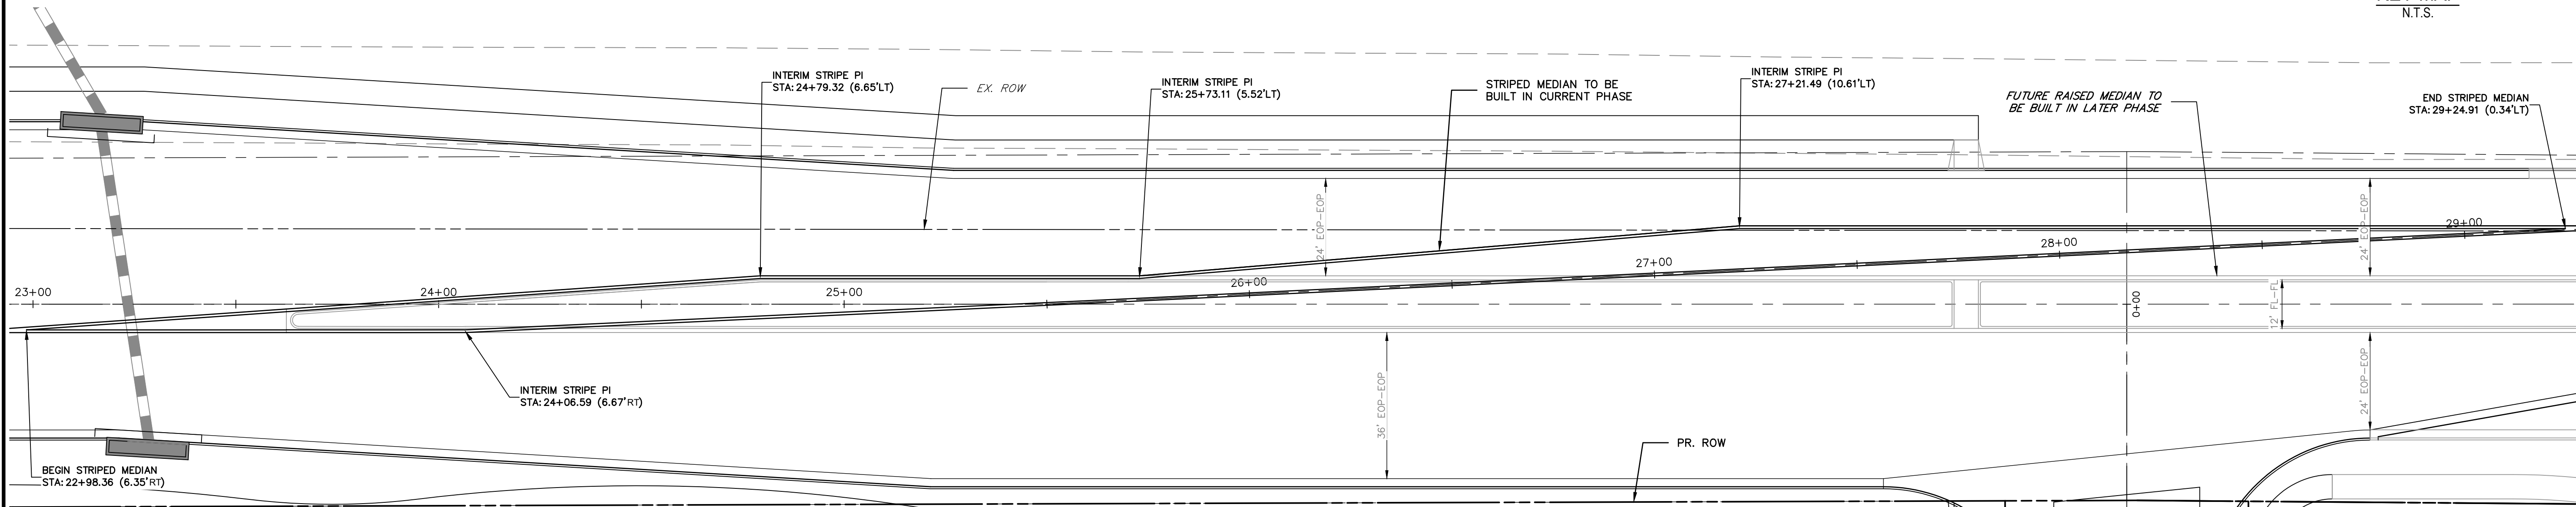 N.T.S.
INTERIM STRIPE PI
STA: 24+79.32 (6.65'LT)
EX. ROW
INTERIM STRIPE PI
STA: 25+73.11 (5.52'LT)
STRIPED MEDIAN TO BE
BUILT IN CURRENT PHASE
INTERIM STRIPE PI
STA: 27+21.49 (10.61'LT)
FUTURE RAISED MEDIAN TO
BE BUILT IN LATER PHASE
END STRIPED MEDIAN
STA: 29+24.91 (0.34'LT)
24' EOP-EOP
24' EOP-EOP
29+00
28+00
27+00
26+00
23+00
24+00
25+00
0+00
12' FL-FL
INTERIM STRIPE PI
STA: 24+06.59 (6.67'RT)
36' EOP-EOP
24' EOP-EOP
PR. ROW
BEGIN STRIPED MEDIAN
STA: 22+98.36 (6.35'RT)